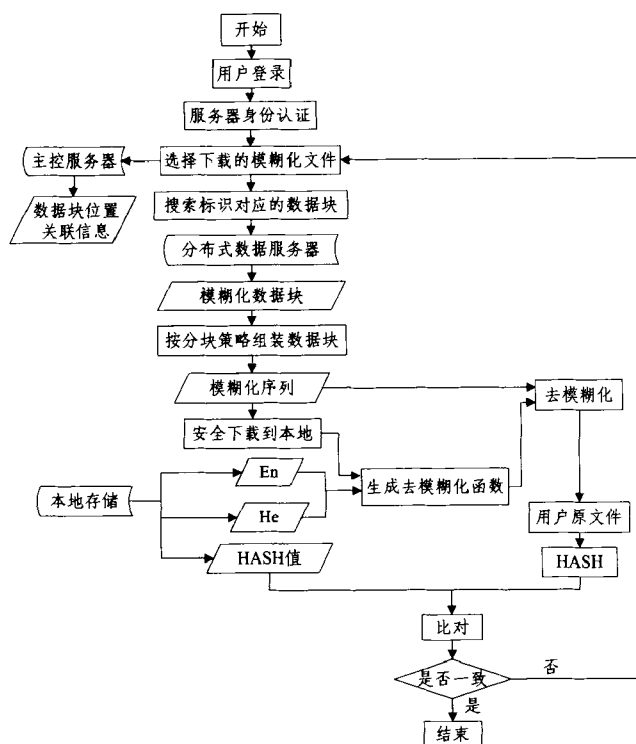 开始
用户登录
服务器身份认证
主控服务器
选择下载的模糊化文件
数据块位置
关联信息
搜索标识对应的数据块
分布式数据服务器
模糊化数据块
按分块策略组装数据块
模糊化序列
去模糊化
安全下载到本地
En
生成去模糊化函数
本地存储
He
用户原文件
HASH值
HASH
比对
是否一致
否
是
结束